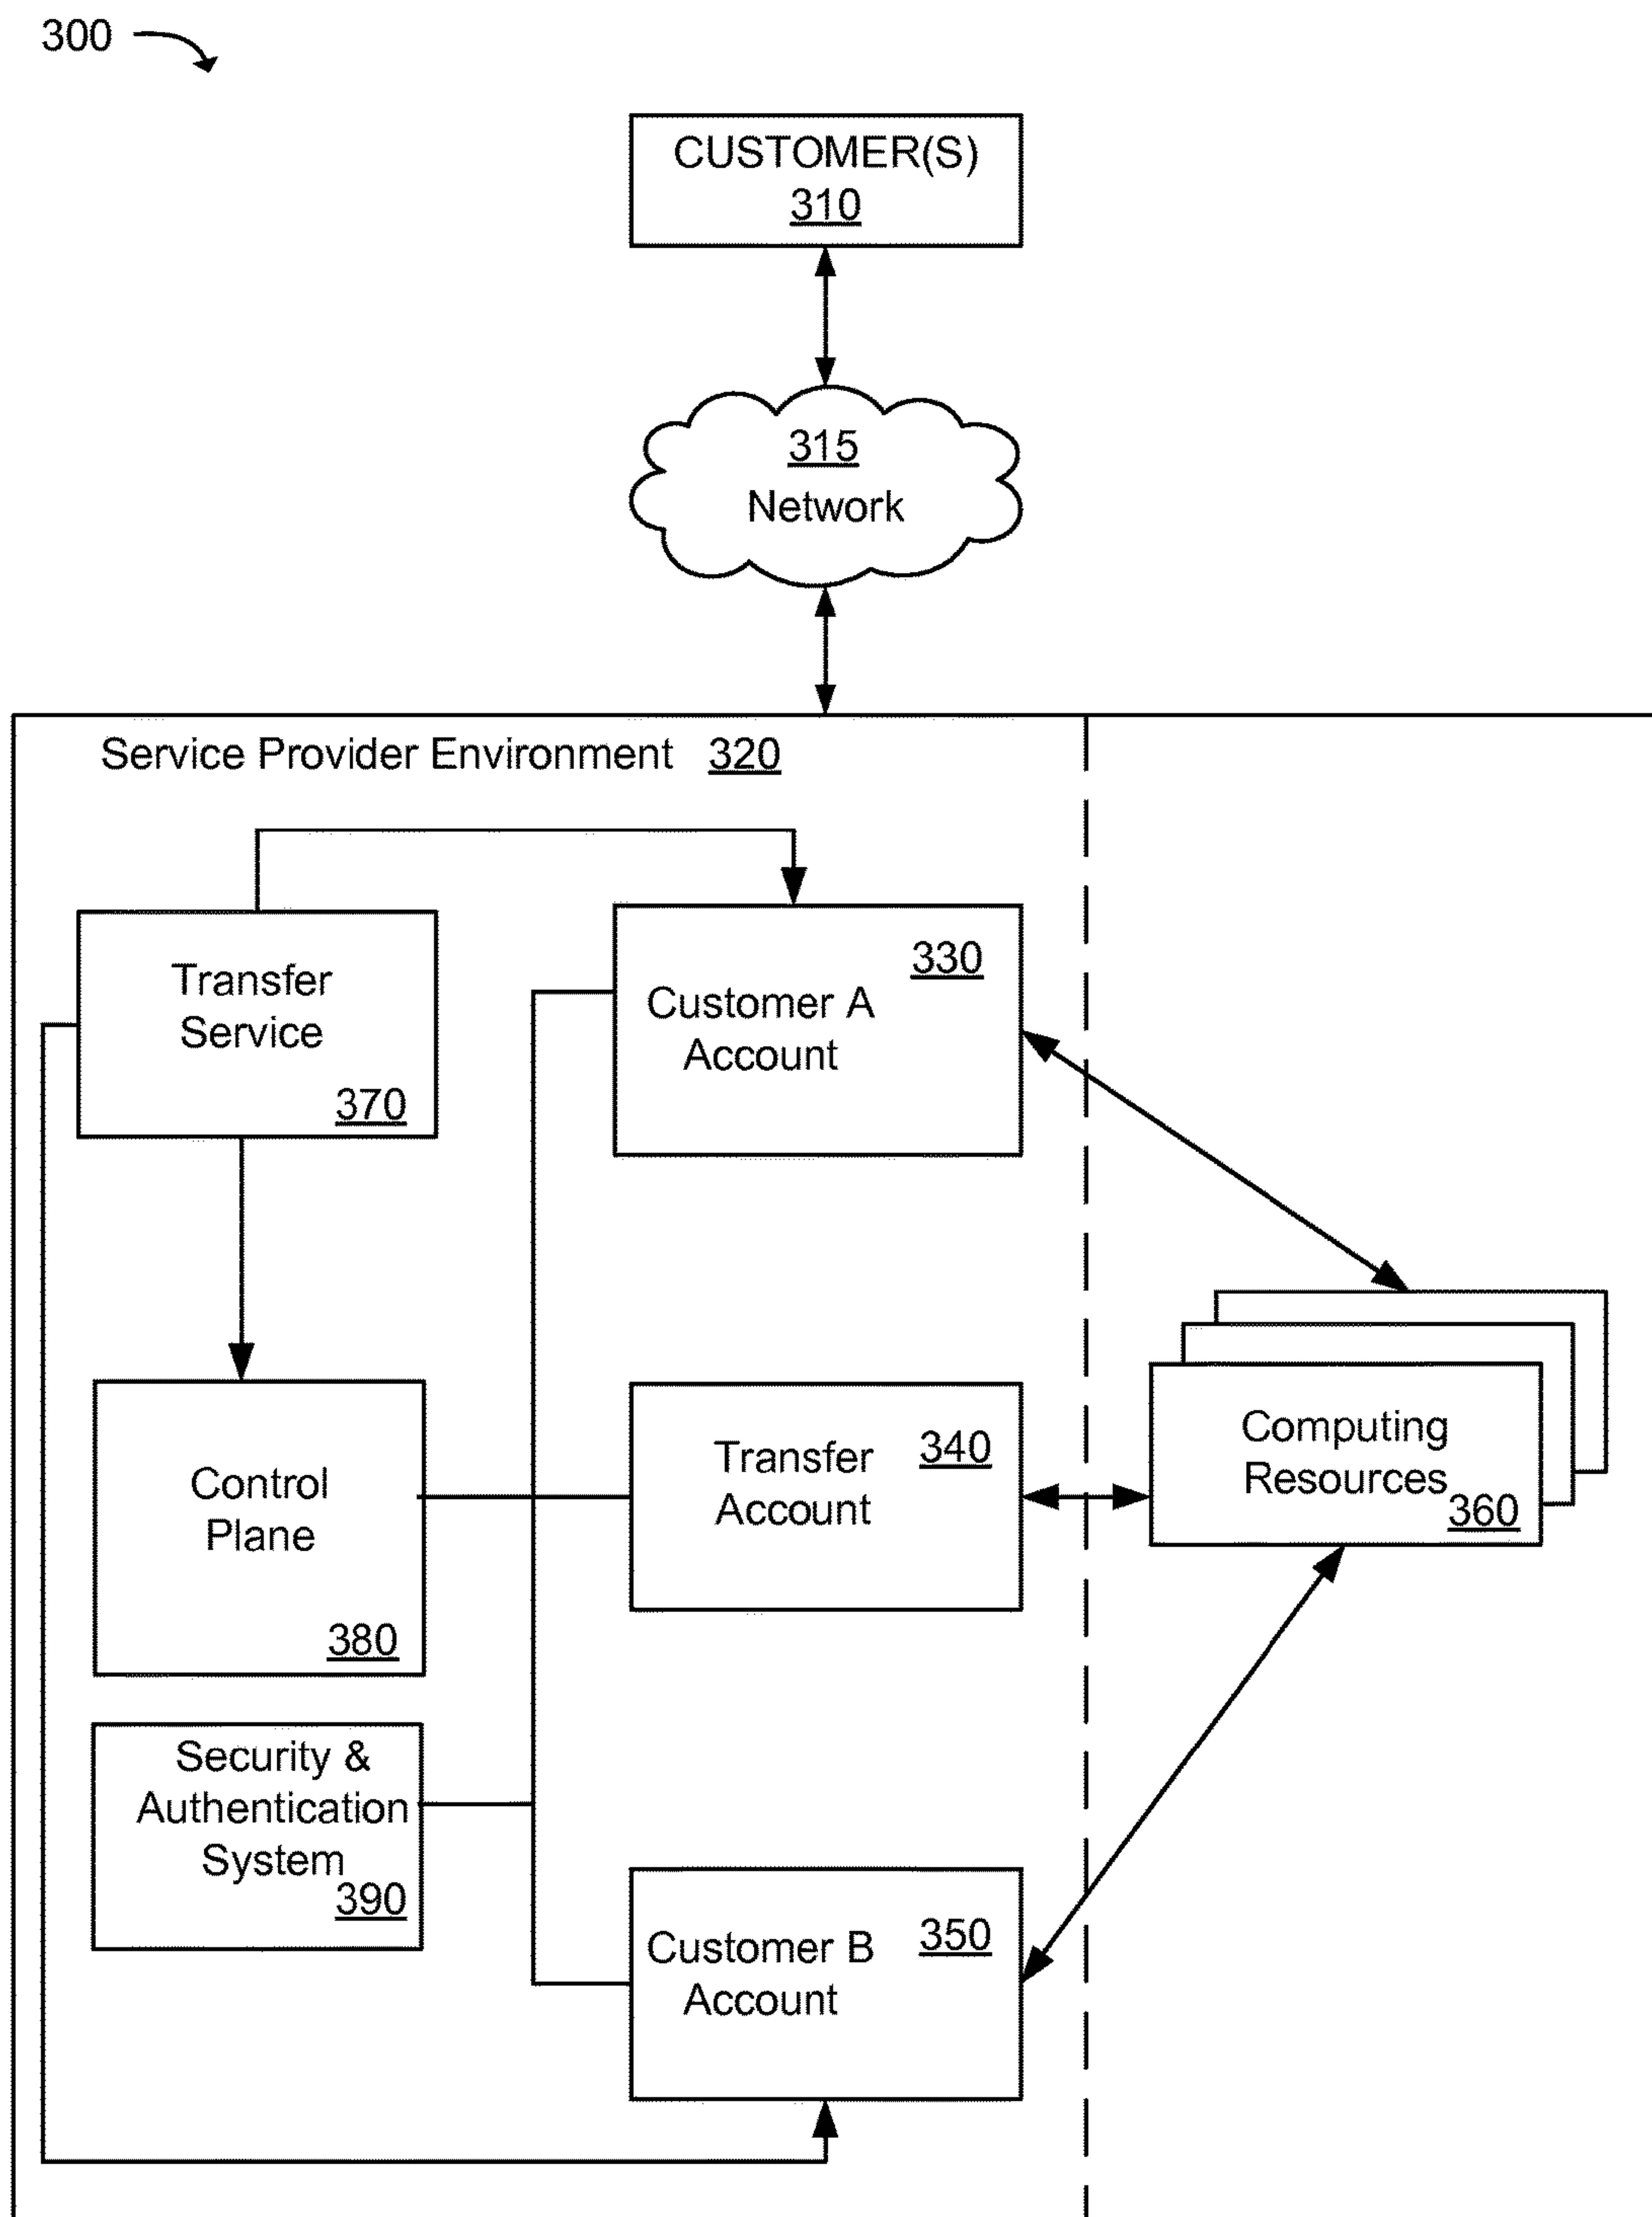 300
CUSTOMER(S)
310
315
Network
Service Provider Environment 320
Transfer
Service
370
330
Customer A
Account
Control
Plane
380
340
Transfer
Account
Computing
Resources
360
Security &
Authentication
System
390
350
Customer B
Account